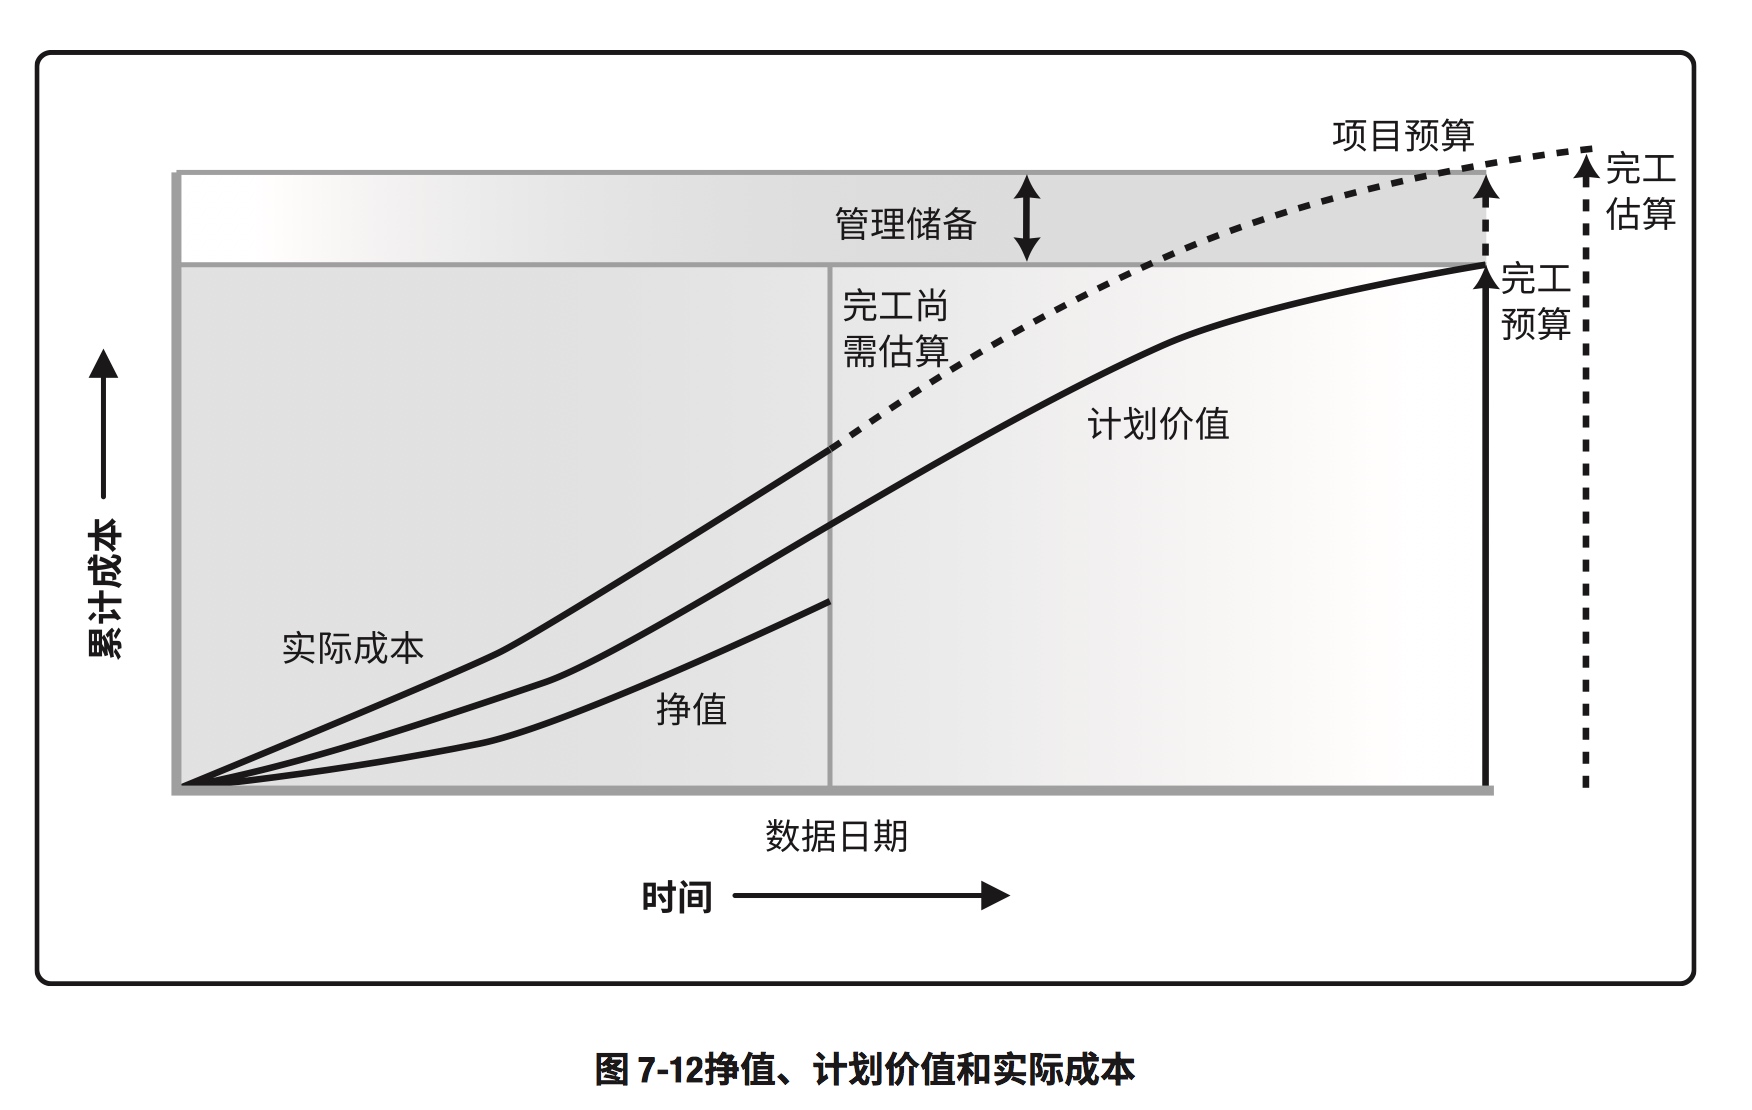 项目预算
完工
估算
管理储备
完工
预算
完工尚
需估算
计划价值
累计成本
实际成本
挣值
数据日期
时间
图 7-12挣值、计划价值和实际成本